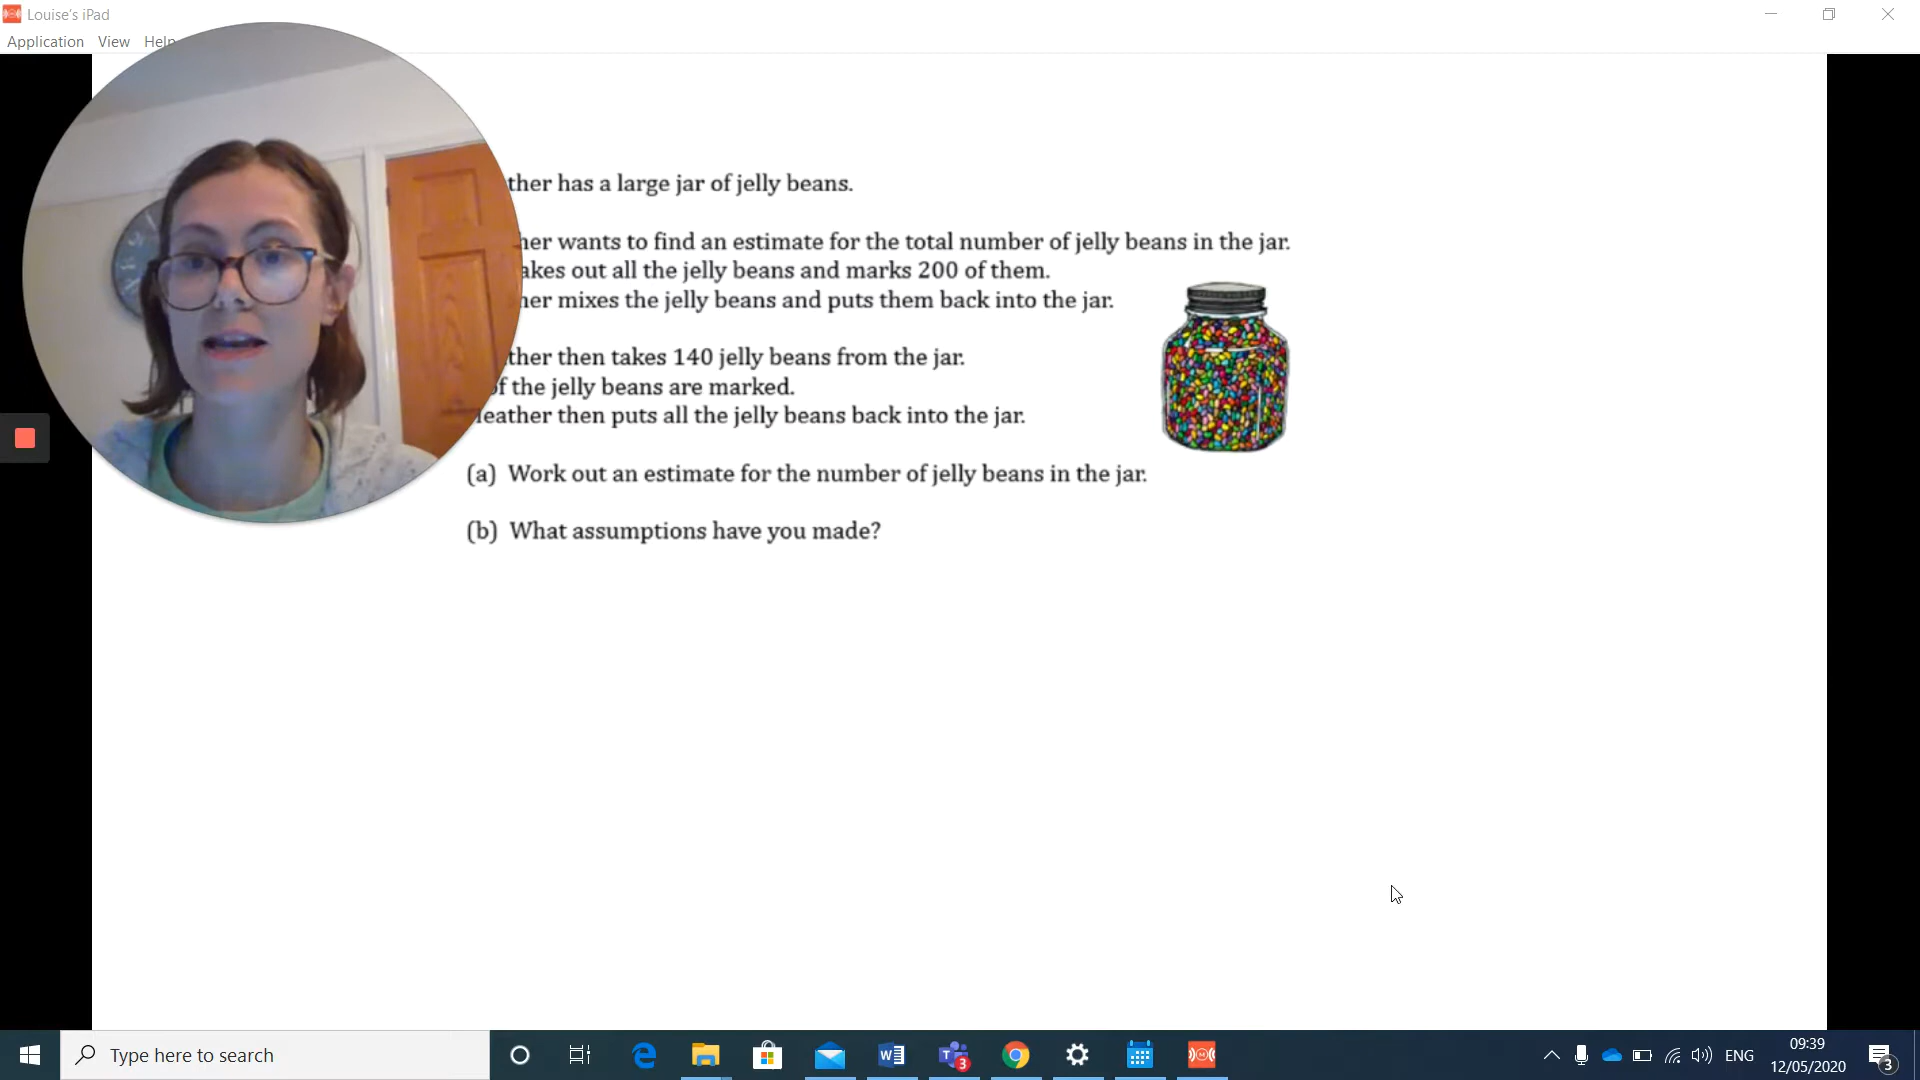 Louise's iPad
Application View Help
ther has a large jar of jelly beans.
her wants to find an estimate for the total number of jelly beans in the jar.
akes out all the jelly beans and marks 200 of them.
her mixes the jelly beans and puts them back into the jar.
ther then takes 140 jelly beans from the jar.
of the jelly beans are marked.
eather then puts all the jelly beans back into the jar.
(a) Work out an estimate for the number of jelly beans in the jar.
(b) What assumptions have you made?
Type here to search
ENG
09:39
12/05/2020
3
3